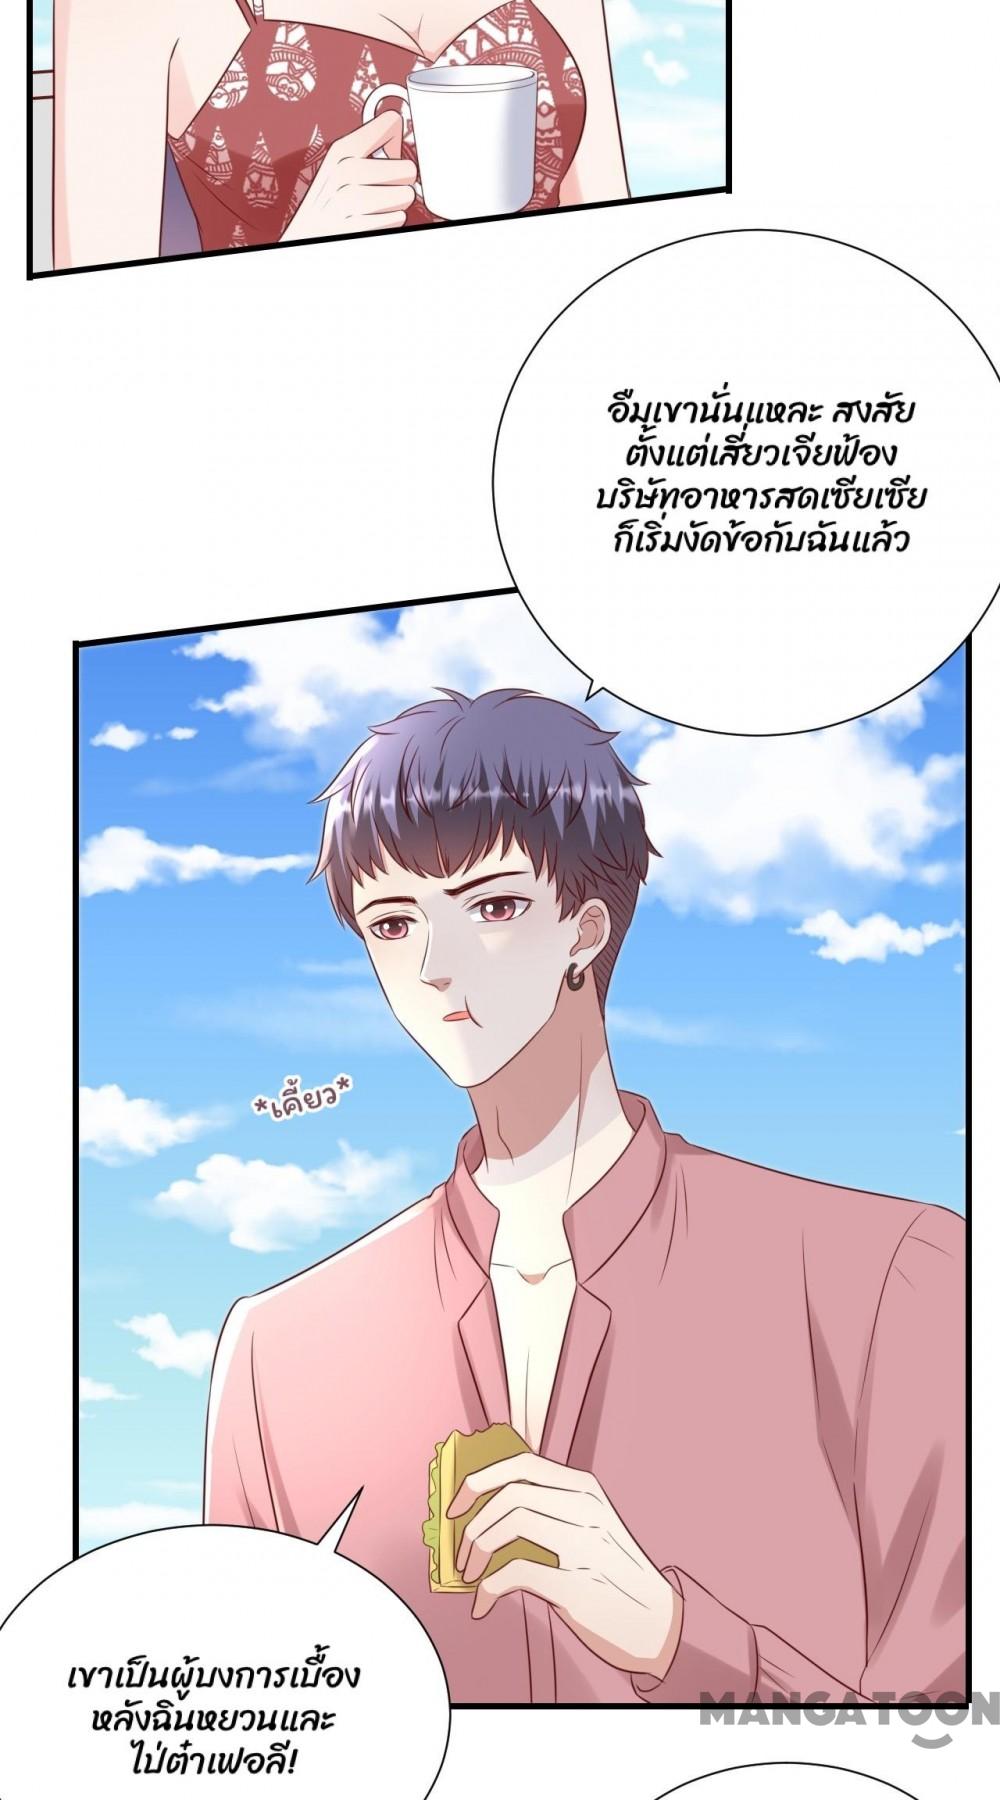 อืมเขานั่นแหละ สงสัย
ตั้งแต่เสี่ยวเจียฟ้อง
บริษัทอาหารสดเซียเซีย
ก็เริ่มงัดข้อกับฉันแล้ว
*เคี้ยว*
เขาเป็นผู้บงการเบื้อง
หลังฉินหยวนและ
ไป่ต๋าเฟอลี!
MANGATOON